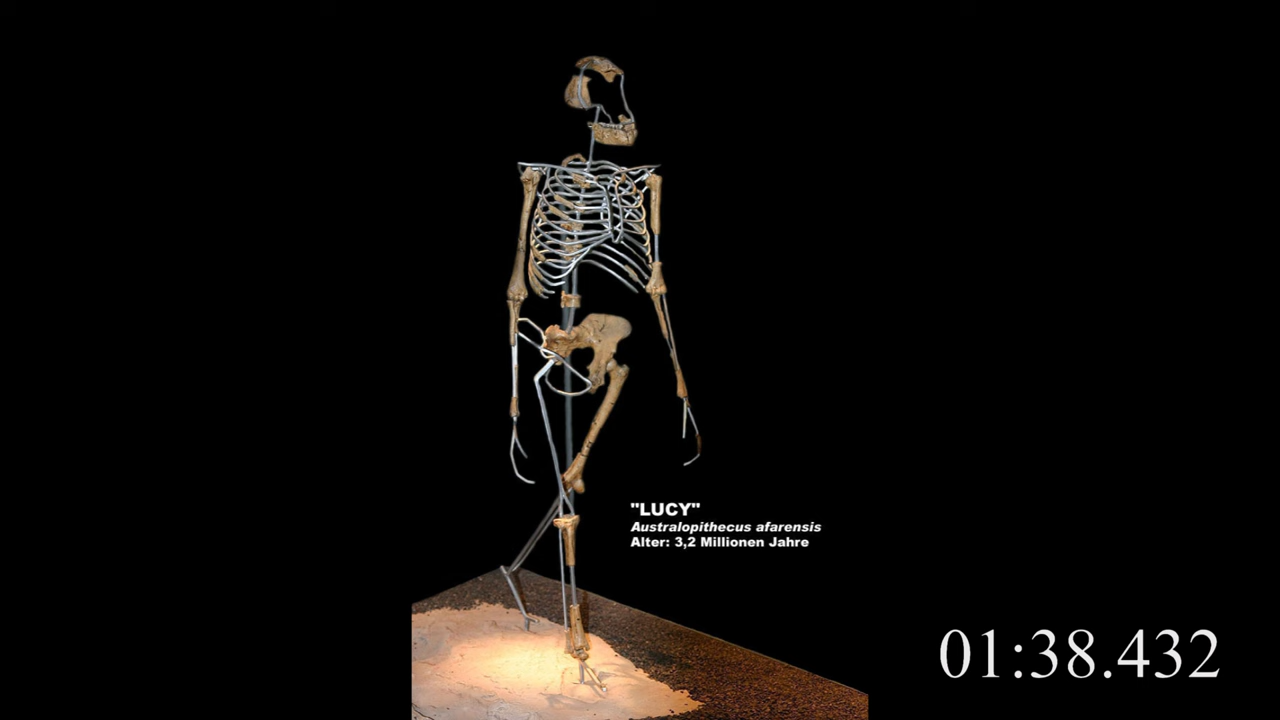 "LUCY"
Australopithecus afarensis
Alter: 3,2 Millionen Jahre
01:38.432